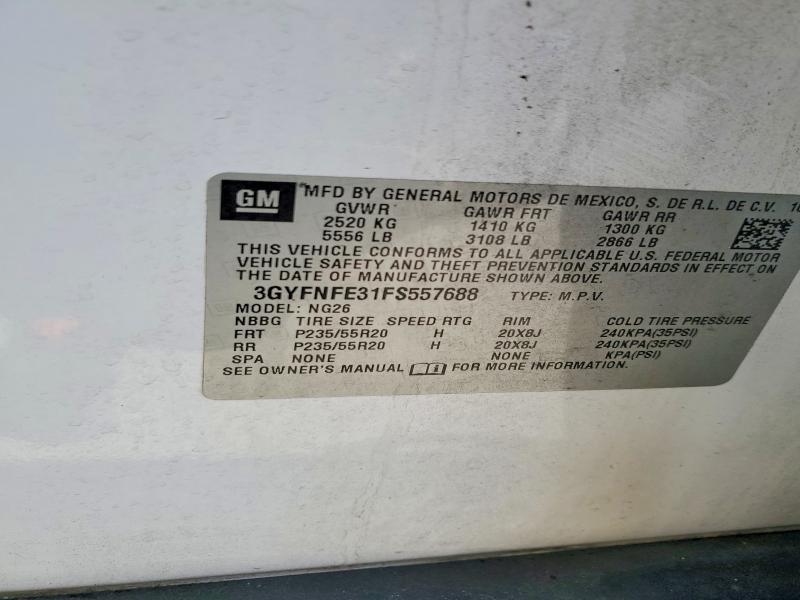 GM
MFD BY GENERAL MOTORS DE MEXICO, S. DE R.L. DE C.V.
GVWR GAWR FRT GAWR RR
2520 KG 1410 KG 1300 KG
5556 LB 3108 LB 2866 LB
THIS VEHICLE CONFORMS TO ALL APPLICABLE U.S. FEDERAL MOTOR
VEHICLE SAFETY AND THEFT PREVENTION STANDARDS IN EFFECT ON
THE DATE OF MANUFACTURE SHOWN ABOVE.
3GYFNFE31FS557688 TYPE: M.P.V.
MODEL: NG26
NBBG TIRE SIZE SPEED RTG RIM COLD TIRE PRESSURE
FRT P235/55R20 H 20X8J 240KPA(35PSI)
RR P235/55R20 H 20X8J 240KPA(35PSI)
SPA NONE NONE KPA(PSI)
SEE OWNER'S MANUAL FOR MORE INFORMATION.